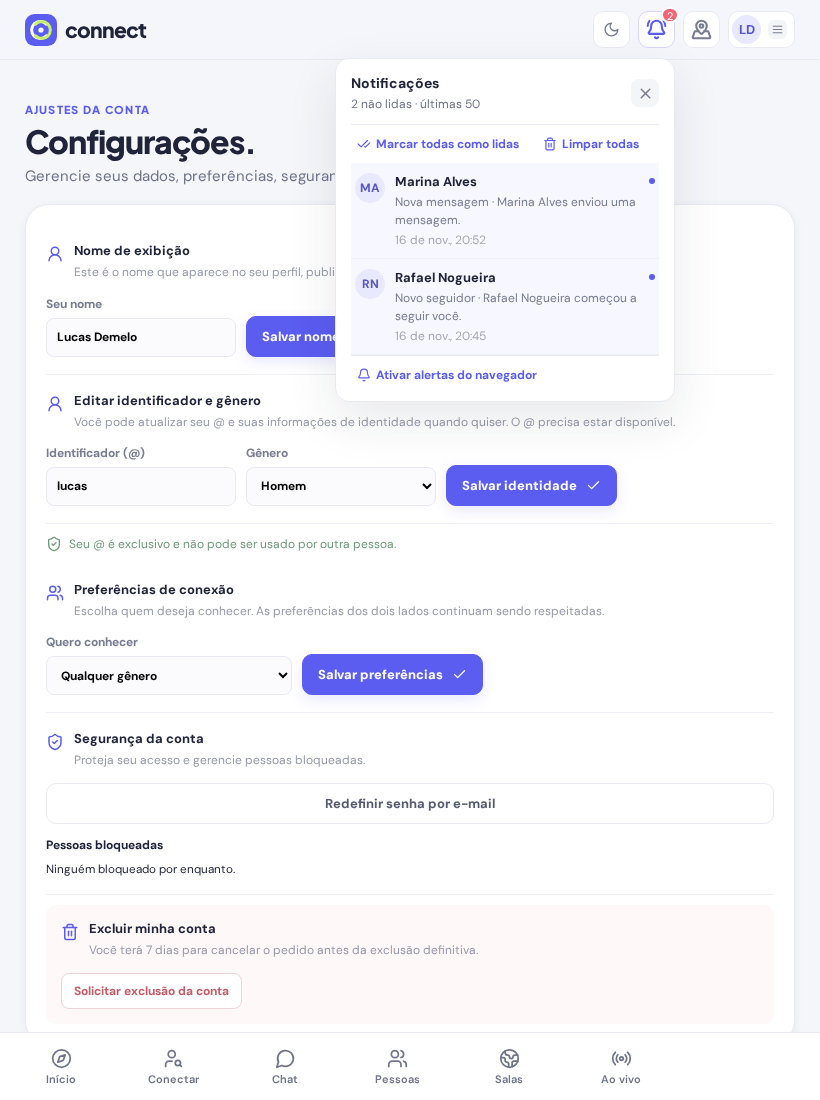 connect
2
LD
Notificações
2 não lidas · últimas 50
Marcar todas como lidas
Limpar todas
MA
Marina Alves
Nova mensagem · Marina Alves enviou uma
mensagem.
16 de nov., 20:52
RN
Rafael Nogueira
Novo seguidor · Rafael Nogueira começou a
seguir você.
16 de nov., 20:45
Ativar alertas do navegador
AJUSTES DA CONTA
Configurações.
Gerencie seus dados, preferências,
Nome de exibição
Este é o nome que aparece no seu perfil,
Seu nome
Lucas Demelo
Salvar nome
Editar identificador e gênero
Você pode atualizar seu @ e suas informações de identidade quando quiser. O @ precisa estar disponível.
Identificador (@)
Gênero
lucas
Homem
Salvar identidade
Seu @ é exclusivo e não pode ser usado por outra pessoa.
Preferências de conexão
Escolha quem deseja conhecer. As preferências dos dois lados continuam sendo respeitadas.
Quero conhecer
Qualquer gênero
Salvar preferências
Segurança da conta
Proteja seu acesso e gerencie pessoas bloqueadas.
Redefinir senha por e-mail
Pessoas bloqueadas
Ninguém bloqueado por enquanto.
Excluir minha conta
Você terá 7 dias para cancelar o pedido antes da exclusão definitiva.
Solicitar exclusão da conta
Início
Conectar
Chat
Pessoas
Salas
Ao vivo